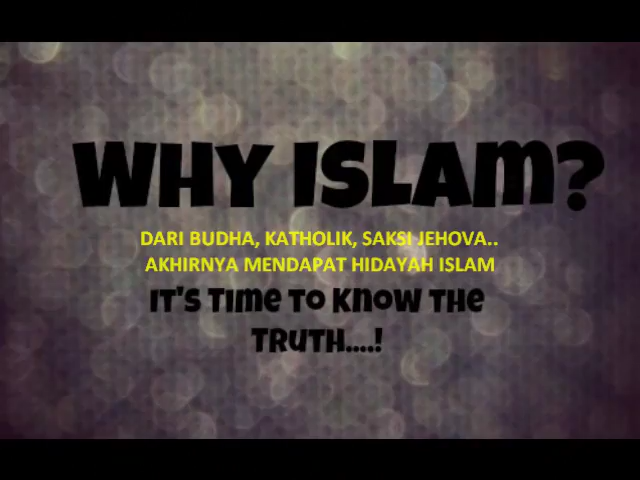 WHY ISLAM?
DARI BUDHA, KATHOLIK, SAKSI JEHOVA..
AKHIRNYA MENDAPAT HIDAYAH ISLAM
IT'S TIME TO KNOW THE
TRUTH....!